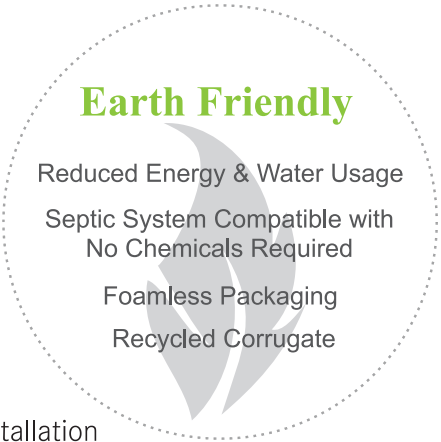 Earth Friendly
Reduced Energy & Water Usage
Septic System Compatible with
No Chemicals Required
Foamless Packaging
Recycled Corrugate
tallation